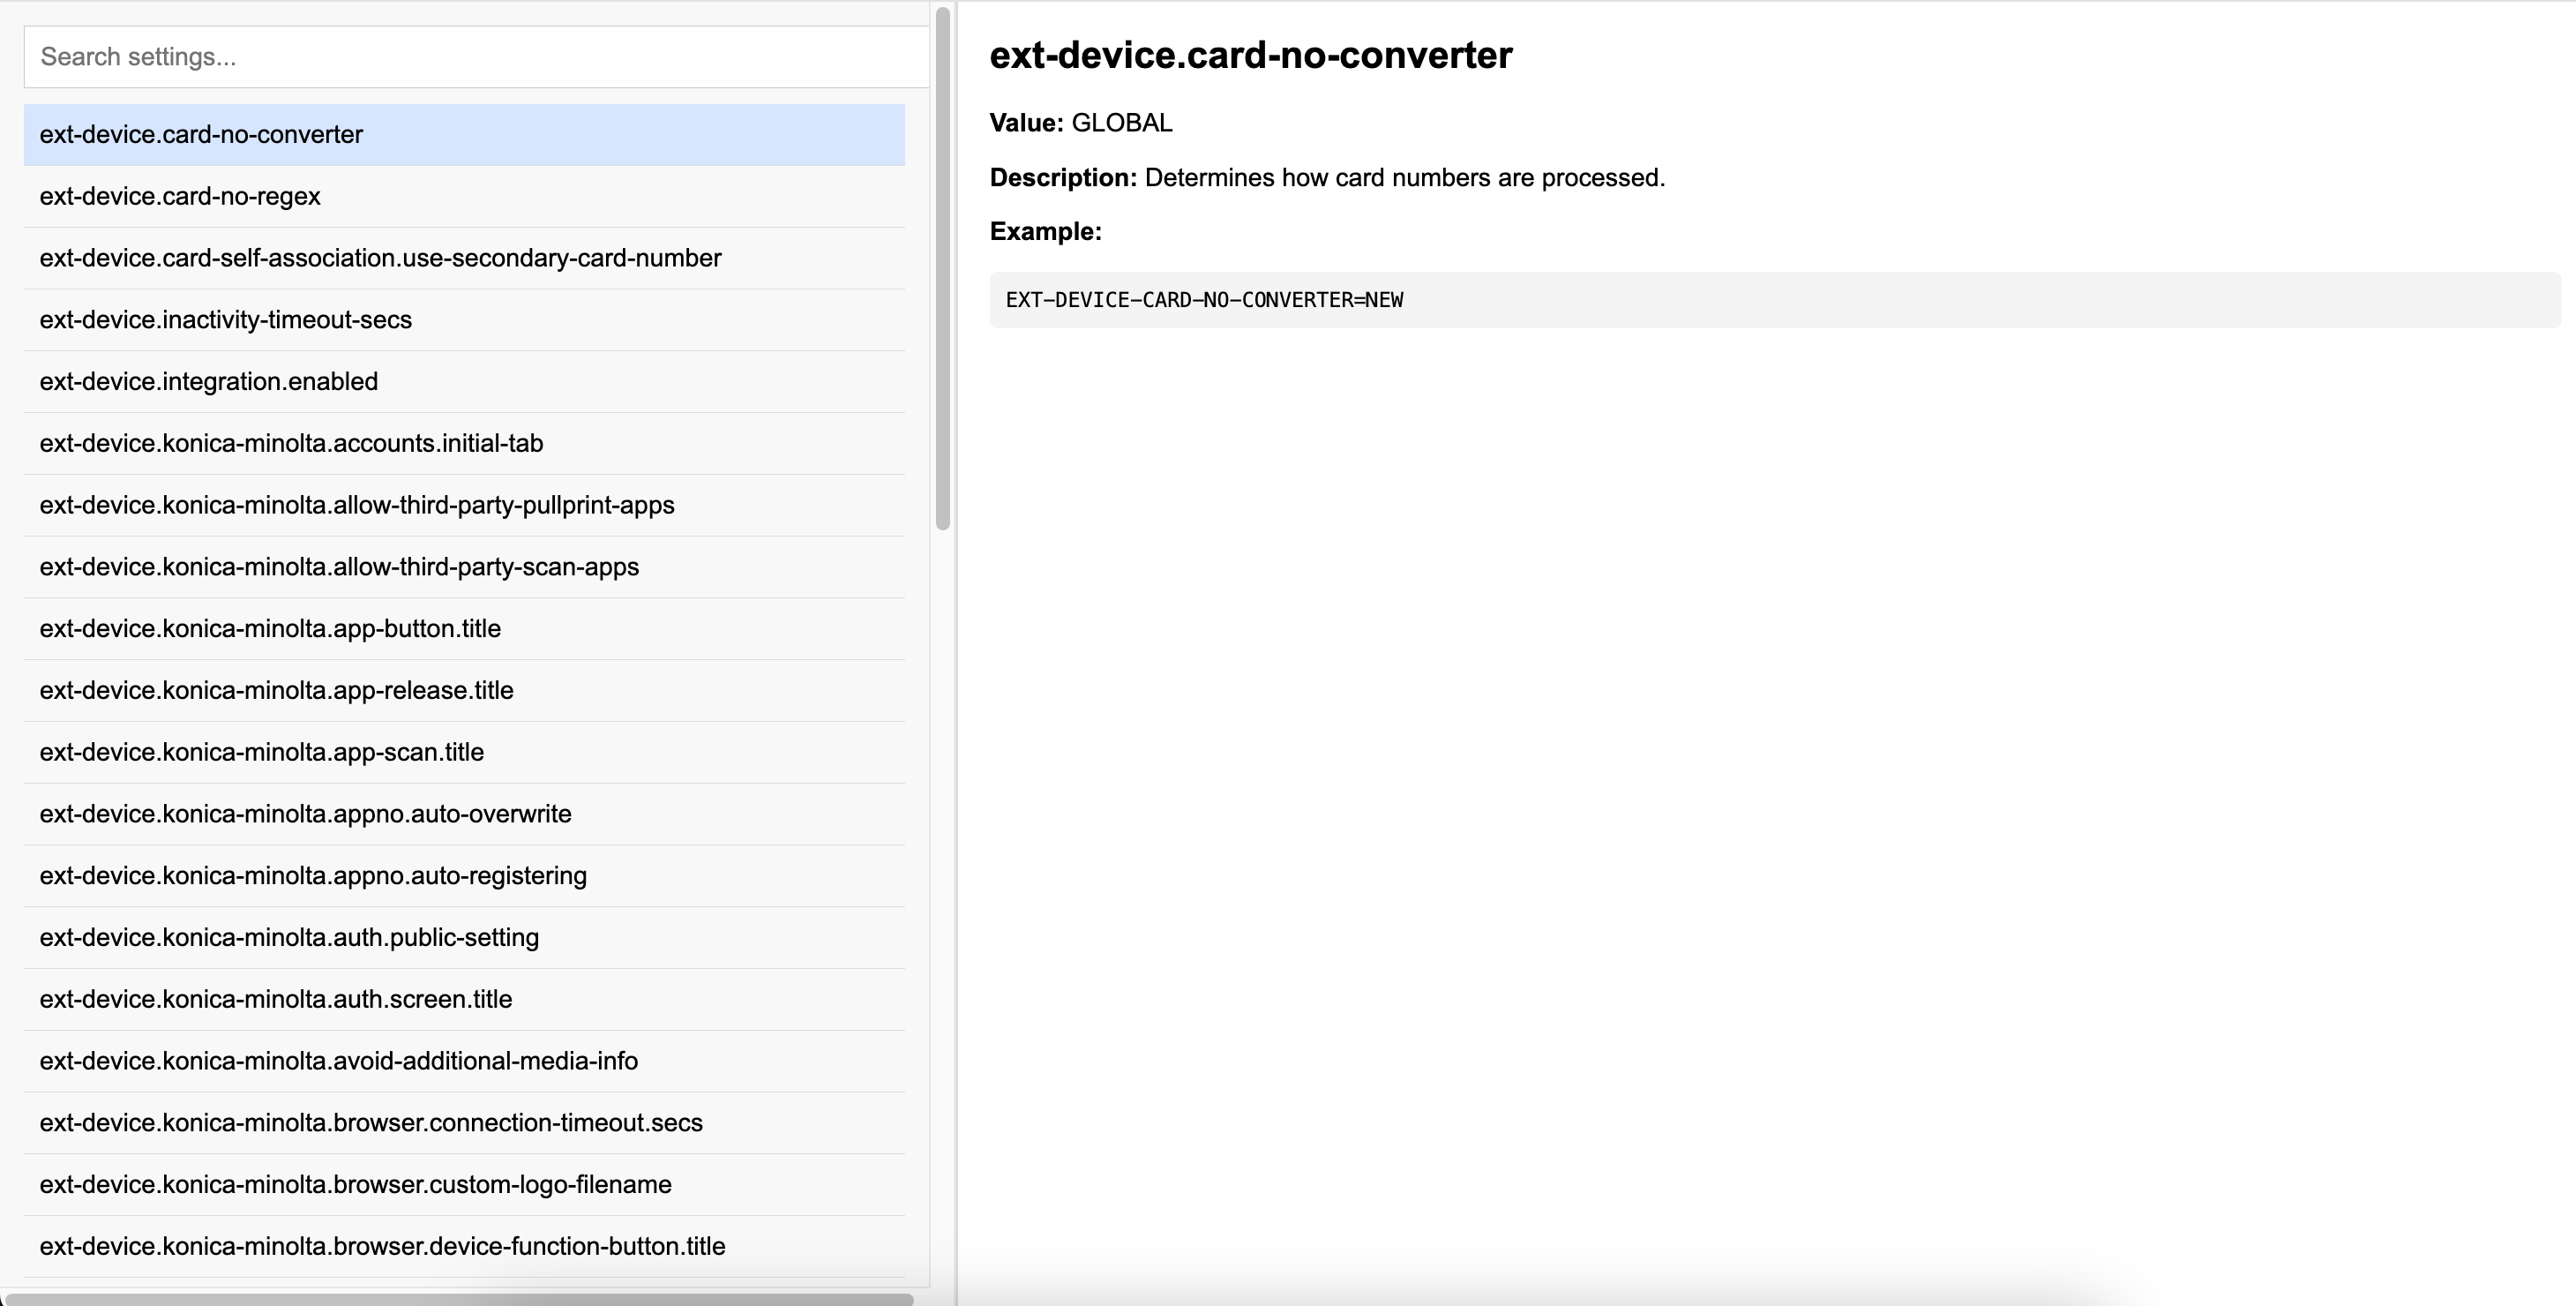 Search settings...
ext-device.card-no-converter
ext-device.card-no-regex
ext-device.card-self-association.use-secondary-card-number
ext-device.inactivity-timeout-secs
ext-device.integration.enabled
ext-device.konica-minolta.accounts.initial-tab
ext-device.konica-minolta.allow-third-party-pullprint-apps
ext-device.konica-minolta.allow-third-party-scan-apps
ext-device.konica-minolta.app-button.title
ext-device.konica-minolta.app-release.title
ext-device.konica-minolta.app-scan.title
ext-device.konica-minolta.appno.auto-overwrite
ext-device.konica-minolta.appno.auto-registering
ext-device.konica-minolta.auth.public-setting
ext-device.konica-minolta.auth.screen.title
ext-device.konica-minolta.avoid-additional-media-info
ext-device.konica-minolta.browser.connection-timeout.secs
ext-device.konica-minolta.browser.custom-logo-filename
ext-device.konica-minolta.browser.device-function-button.title
ext-device.card-no-converter
Value: GLOBAL
Description: Determines how card numbers are processed.
Example:
EXT-DEVICE-CARD-NO-CONVERTER=NEW